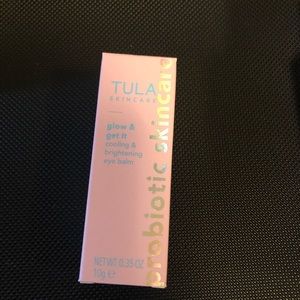 TULA
SKINCARE
glow &
get it
cooling &
brightening
eye balm
NET WT 0.35 OZ
10g ℮
probiotic skincare